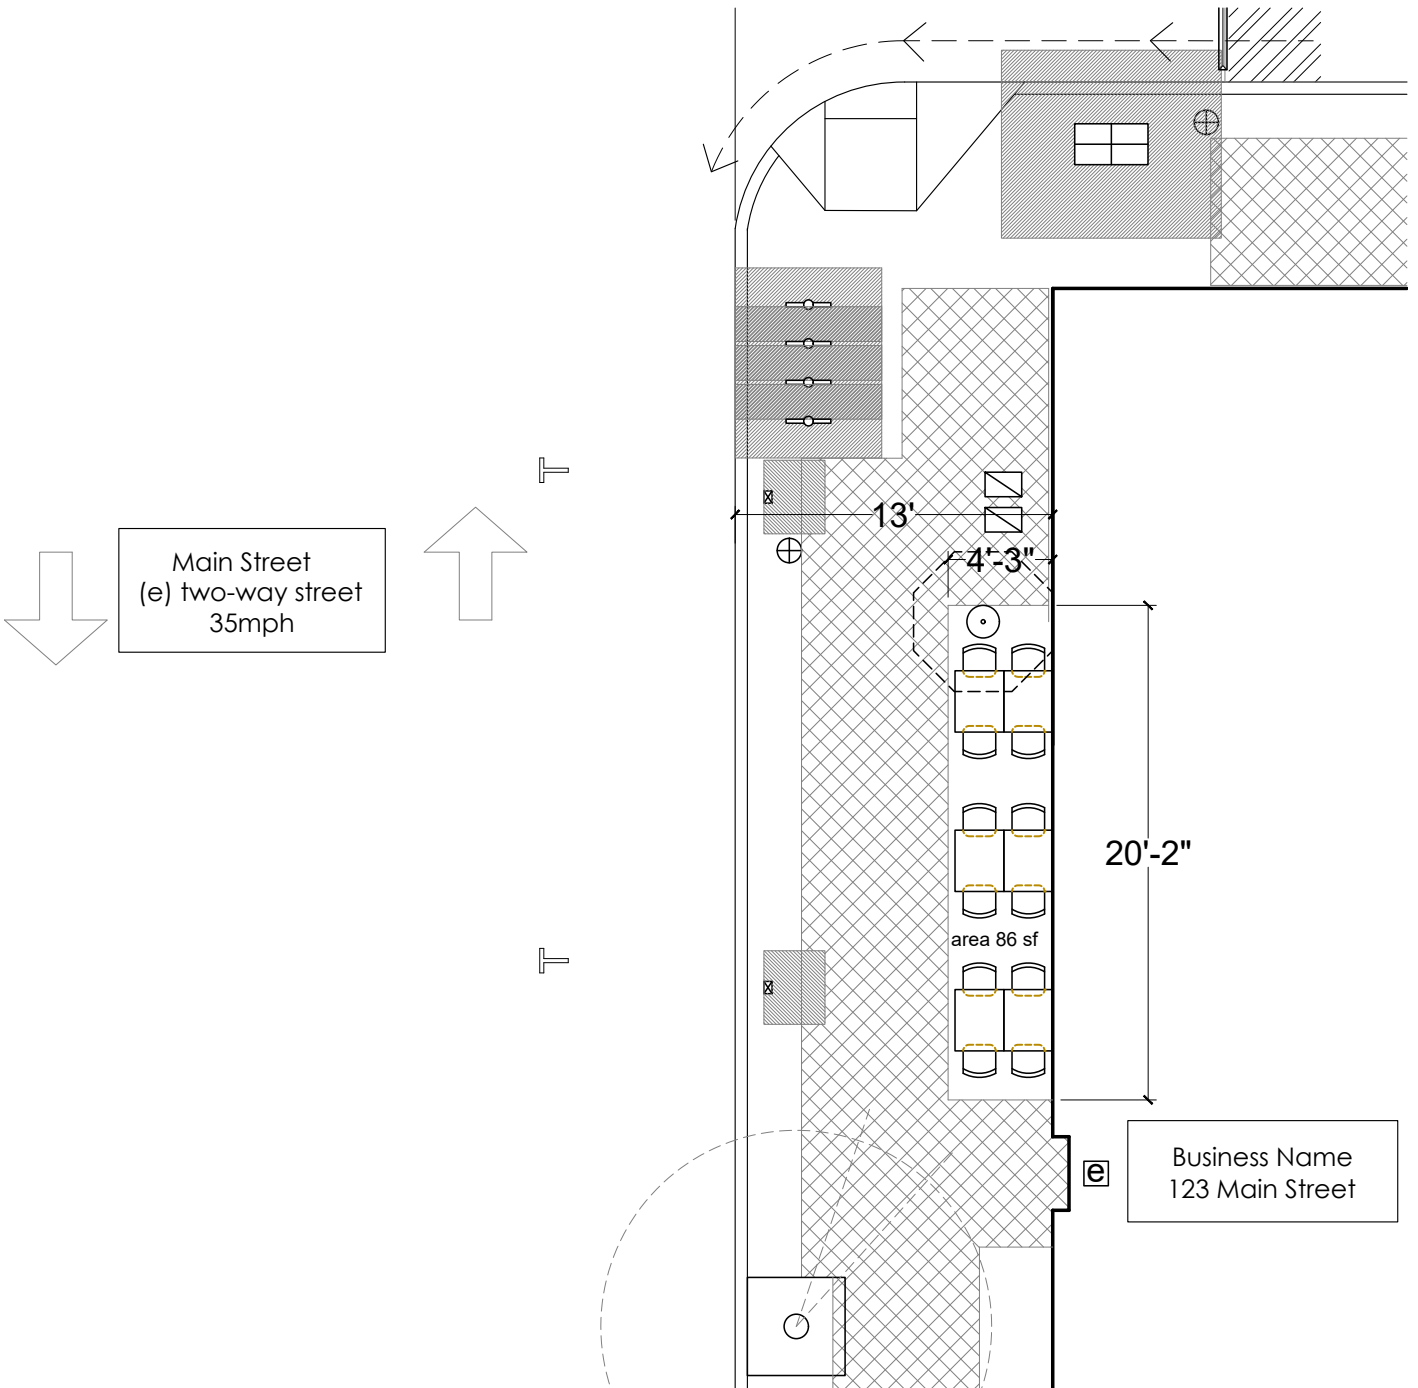 13'
4'-3"
Main Street
(e) two-way street
35mph
20'-2"
area 86 sf
e
Business Name
123 Main Street